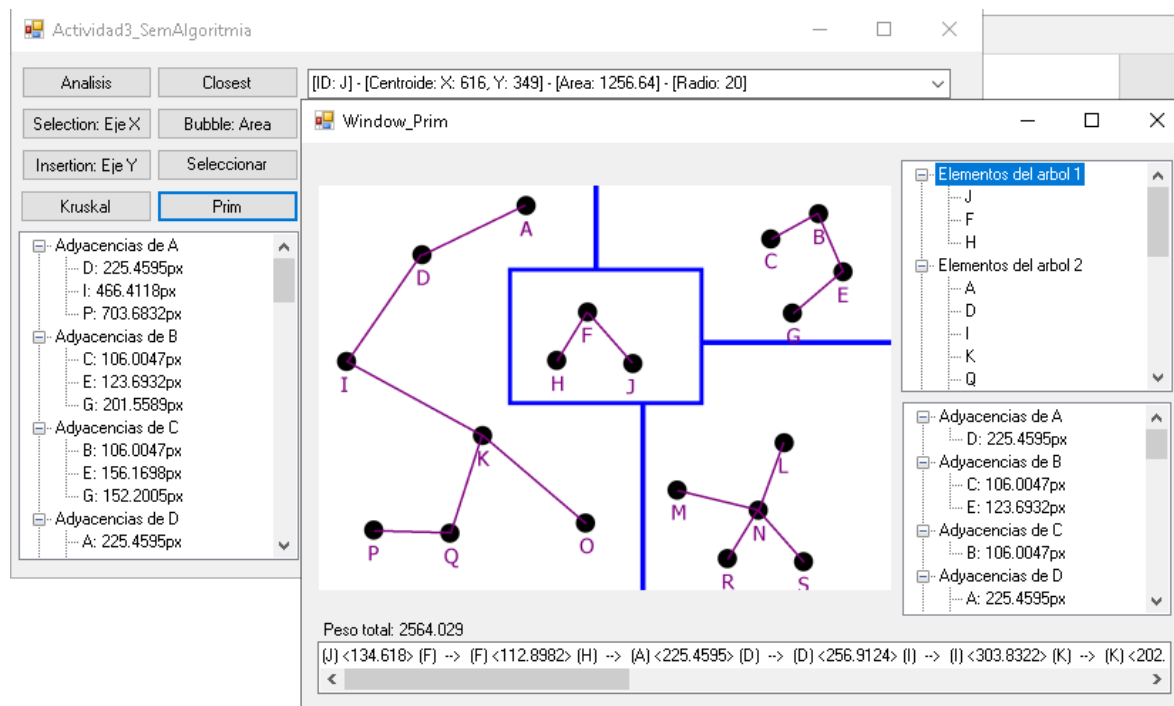 Actividad3_SemAlgoritmia
Analisis
Closest
[ID: J] - [Centroide: X: 616, Y: 349] - [Area: 1256.64] - [Radio: 20]
Selection: Eje X
Bubble: Area
Insertion: Eje Y
Seleccionar
Kruskal
Prim
Adyacencias de A
D: 225.4595px
I: 466.4118px
P: 703.6832px
Adyacencias de B
C: 106.0047px
E: 123.6932px
G: 201.5589px
Adyacencias de C
B: 106.0047px
E: 156.1698px
G: 152.2005px
Adyacencias de D
A: 225.4595px
Window_Prim
A
B
C
D
E
G
F
H
J
I
K
L
M
N
O
P
Q
R
S
Elementos del arbol 1
J
F
H
Elementos del arbol 2
A
D
I
K
Q
Adyacencias de A
D: 225.4595px
Adyacencias de B
C: 106.0047px
E: 123.6932px
Adyacencias de C
B: 106.0047px
Adyacencias de D
A: 225.4595px
Peso total: 2564.029
(J) <134.618> (F) --> (F) <112.8982> (H) --> (A) <225.4595> (D) --> (D) <256.9124> (I) --> (I) <303.8322> (K) --> (K) <202.